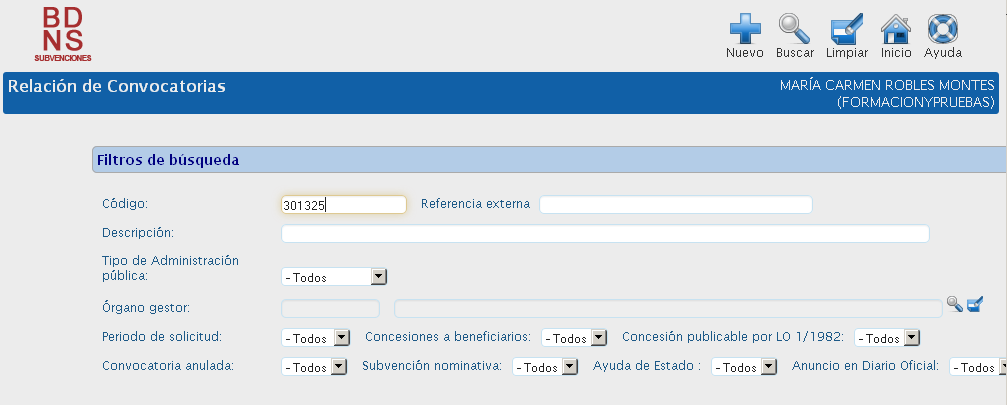 BD
NS
SUBVENCIONES
Nuevo Buscar Limpiar Inicio Ayuda
Relación de Convocatorias
MARÍA CARMEN ROBLES MONTES
(FORMACIONYPRUEBAS)
Filtros de búsqueda
Código: 301325 Referencia externa
Descripción:
Tipo de Administración
pública: - Todos
Órgano gestor:
Periodo de solicitud: - Todos Concesiones a beneficiarios: - Todos Concesión publicable por LO 1/1982: - Todos
Convocatoria anulada: - Todos Subvención nominativa: - Todos Ayuda de Estado : - Todos Anuncio en Diario Oficial: - Todos